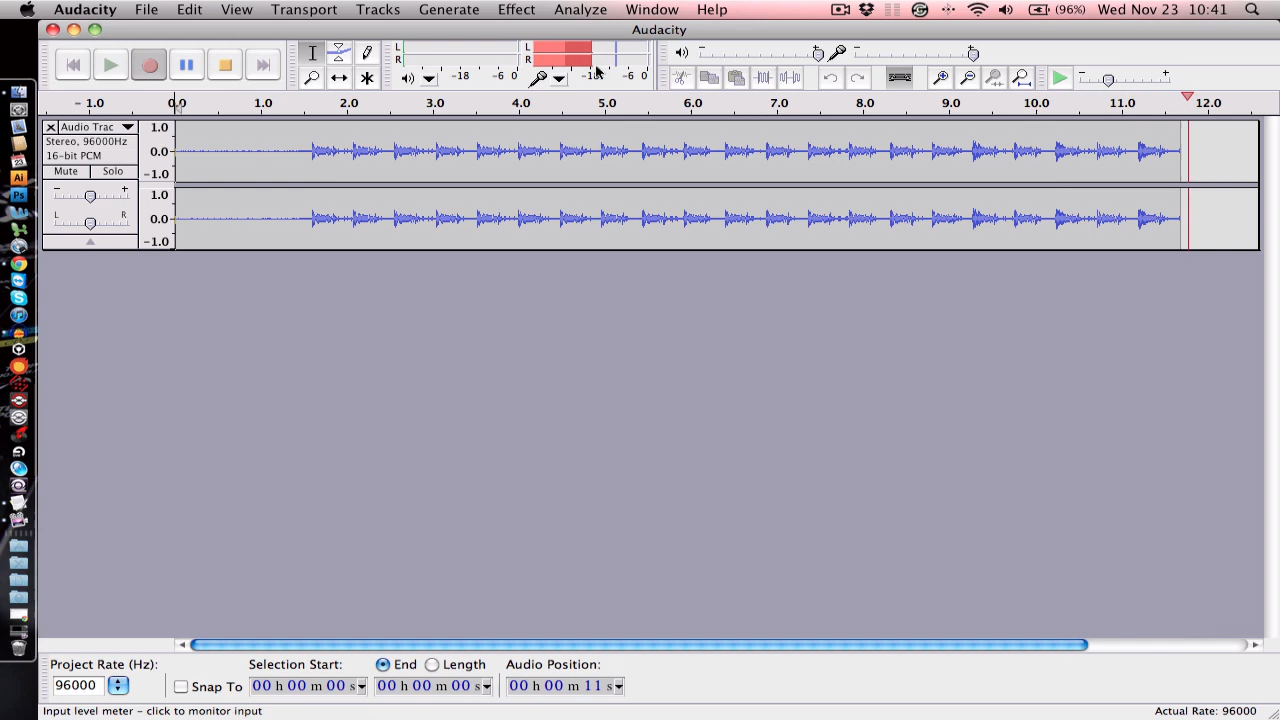 Audacity File Edit View Transport Tracks Generate Effect Analyze Window Help (96%) Wed Nov 23 10:41
Audacity
L
R
-18 -6 0
L
R
-6 0
- 1.0 0.0 1.0 2.0 3.0 4.0 5.0 6.0 7.0 8.0 9.0 10.0 11.0 12.0
Audio Trac
Stereo, 96000Hz
16-bit PCM
Mute Solo
- +
L R
1.0
0.0
-1.0
1.0
0.0
-1.0
Project Rate (Hz):
96000
Selection Start:
End
Length
Audio Position:
Snap To
00 h 00 m 00 s
00 h 00 m 00 s
00 h 00 m 11 s
Input level meter - click to monitor input
Actual Rate: 96000
Ai
Ps
23